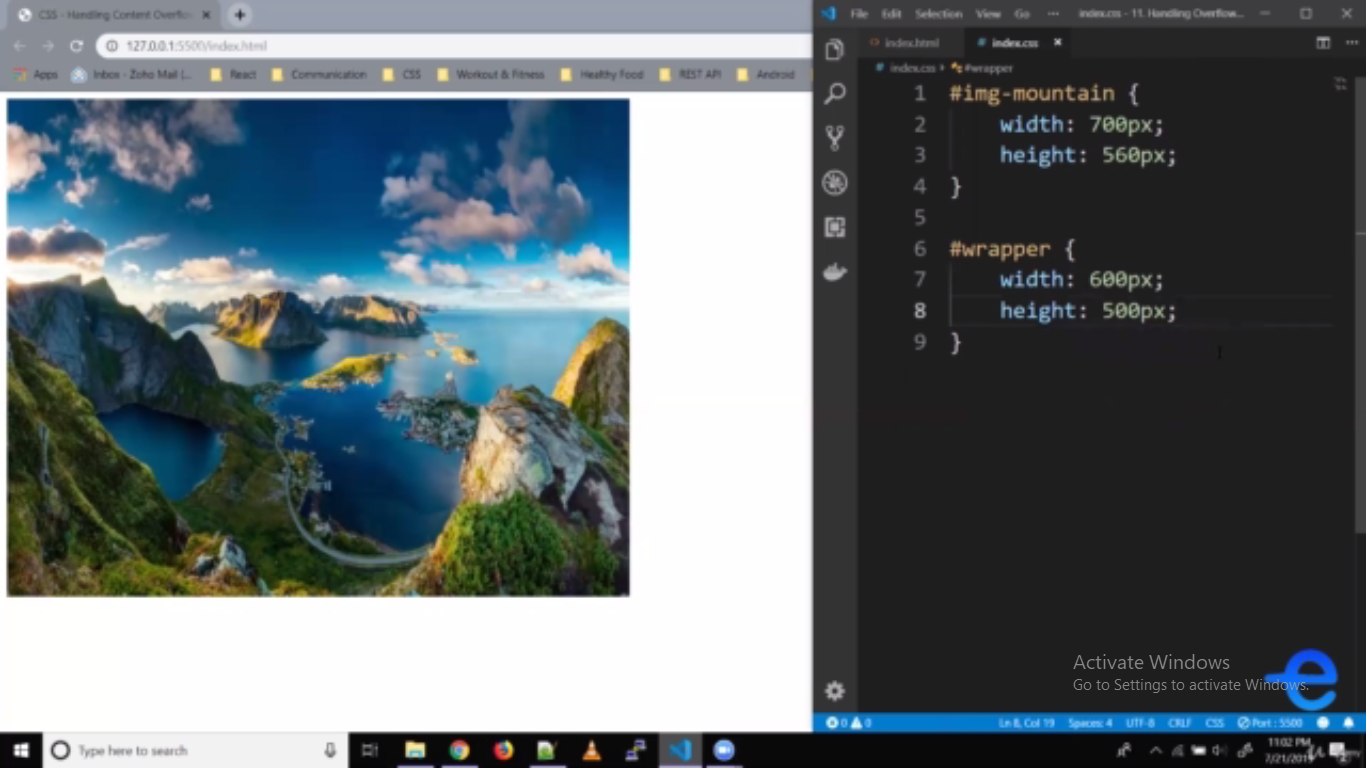 CSS - Handling Content Overflo
127.0.0.1:5500/index.html
Apps
Inbox - Zoho Mail (...
React
Communication
CSS
Workout & Fitness
Healthy Food
REST API
Android
File Edit Selection View Go ··· index.css - 11. Handling Overflow...
index.html
# index.css ×
# index.css > #wrapper
1 #img-mountain {
2 width: 700px;
3 height: 560px;
4 }
5
6 #wrapper {
7 width: 600px;
8 height: 500px;
9 }
Activate Windows
Go to Settings to activate Windows.
0 0 Ln 8, Col 19 Spaces: 4 UTF-8 CRLF CSS Port : 5500
Type here to search
11:02 PM